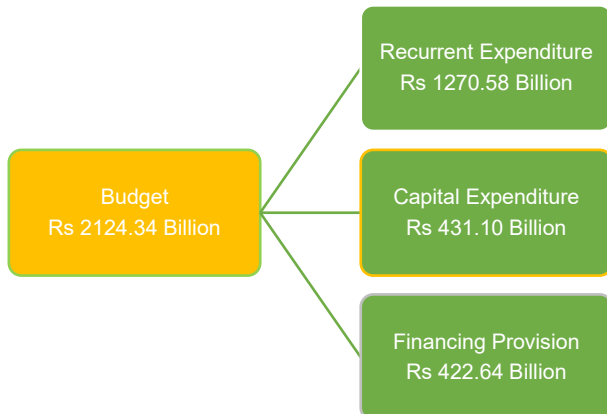 Recurrent Expenditure
Rs 1270.58 Billion
Budget
Rs 2124.34 Billion
Capital Expenditure
Rs 431.10 Billion
Financing Provision
Rs 422.64 Billion